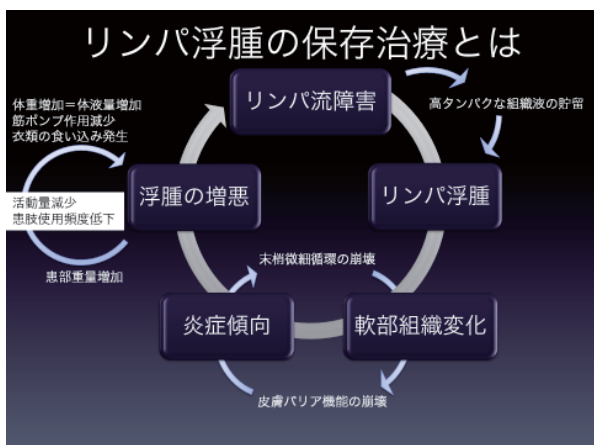 リンパ浮腫の保存治療とは
リンパ流障害
高タンパクな組織液の貯留
体重増加＝体液量増加
筋ポンプ作用減少
衣類の食い込み発生
浮腫の増悪
リンパ浮腫
活動量減少
患肢使用頻度低下
患部重量増加
末梢微細循環の崩壊
炎症傾向
軟部組織変化
皮膚バリア機能の崩壊